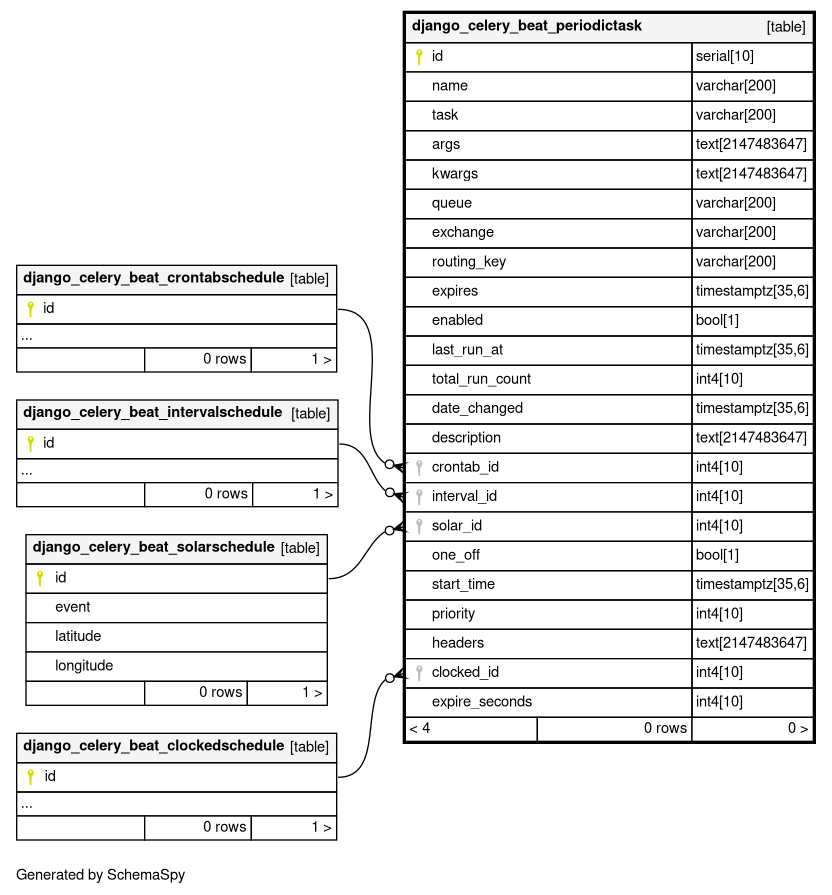 django_celery_beat_periodictask [table]
id serial[10]
name varchar[200]
task varchar[200]
args text[2147483647]
kwargs text[2147483647]
queue varchar[200]
exchange varchar[200]
routing_key varchar[200]
expires timestamptz[35,6]
enabled bool[1]
last_run_at timestamptz[35,6]
total_run_count int4[10]
date_changed timestamptz[35,6]
description text[2147483647]
crontab_id int4[10]
interval_id int4[10]
solar_id int4[10]
one_off bool[1]
start_time timestamptz[35,6]
priority int4[10]
headers text[2147483647]
clocked_id int4[10]
expire_seconds int4[10]
< 4 0 rows 0 >
django_celery_beat_crontabschedule [table]
id
...
0 rows 1 >
django_celery_beat_intervalschedule [table]
id
...
0 rows 1 >
django_celery_beat_solarschedule [table]
id
event
latitude
longitude
0 rows 1 >
django_celery_beat_clockedschedule [table]
id
...
0 rows 1 >
Generated by SchemaSpy